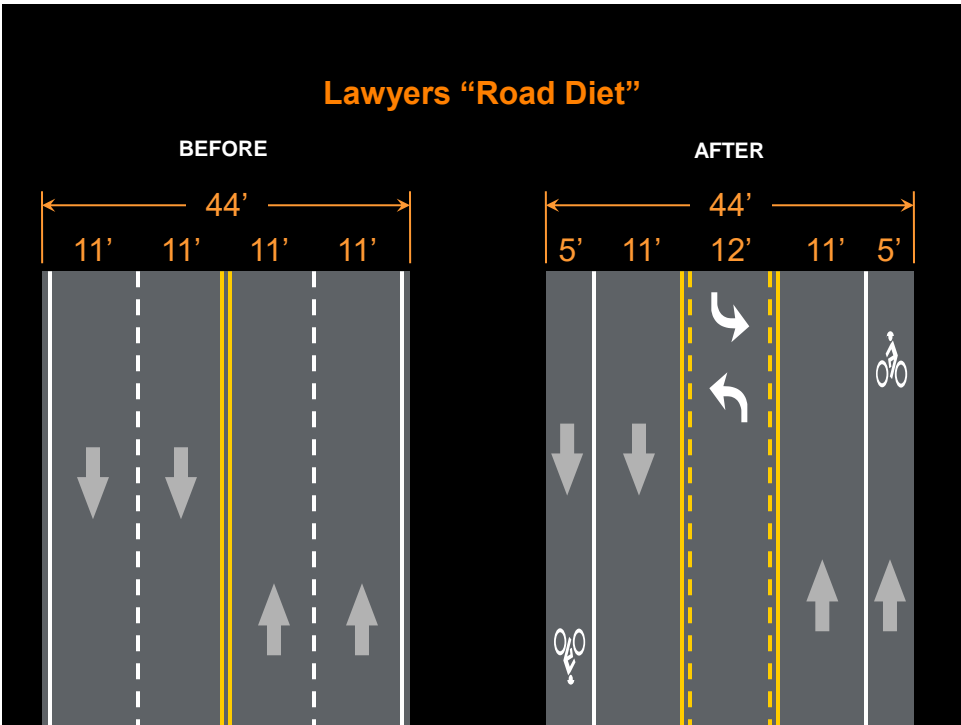 Lawyers “Road Diet”
BEFORE
44’
11’ 11’ 11’ 11’
AFTER
44’
5’ 11’ 12’ 11’ 5’